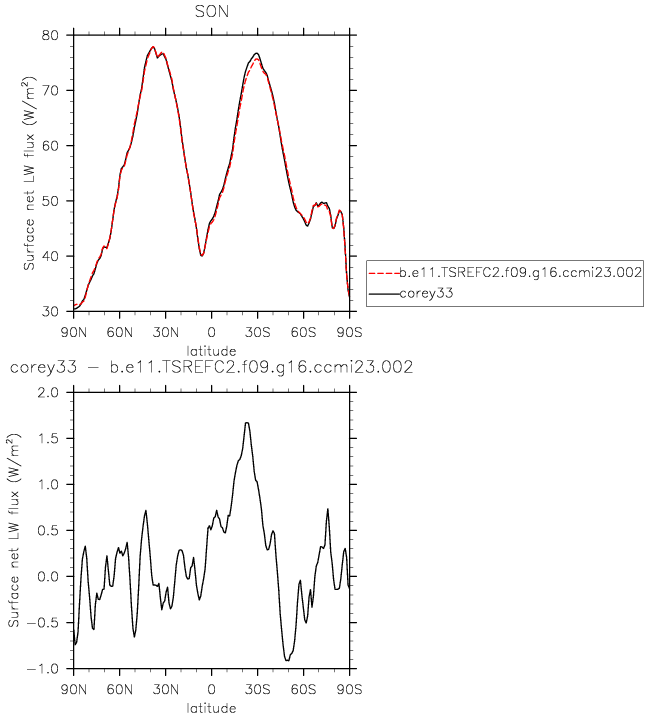 SON
Surface net LW flux (W/m²)
80
70
60
50
40
30
90N 60N 30N 0 30S 60S 90S
latitude
b.e11.TSREFC2.f09.g16.ccmi23.002
corey33
corey33 − b.e11.TSREFC2.f09.g16.ccmi23.002
Surface net LW flux (W/m²)
2.0
1.5
1.0
0.5
0.0
−0.5
−1.0
90N 60N 30N 0 30S 60S 90S
latitude